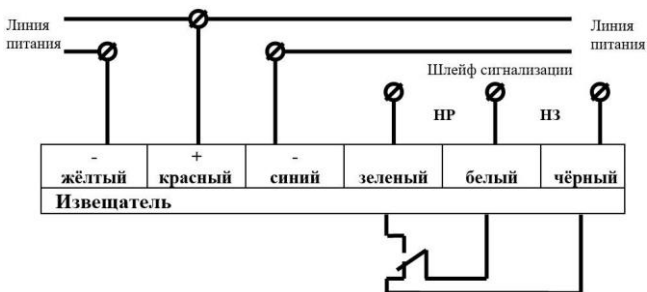 Линия
питания
Линия
питания
Шлейф сигнализации
НР
НЗ
- + -
жёлтый красный синий зеленый белый чёрный
Извещатель